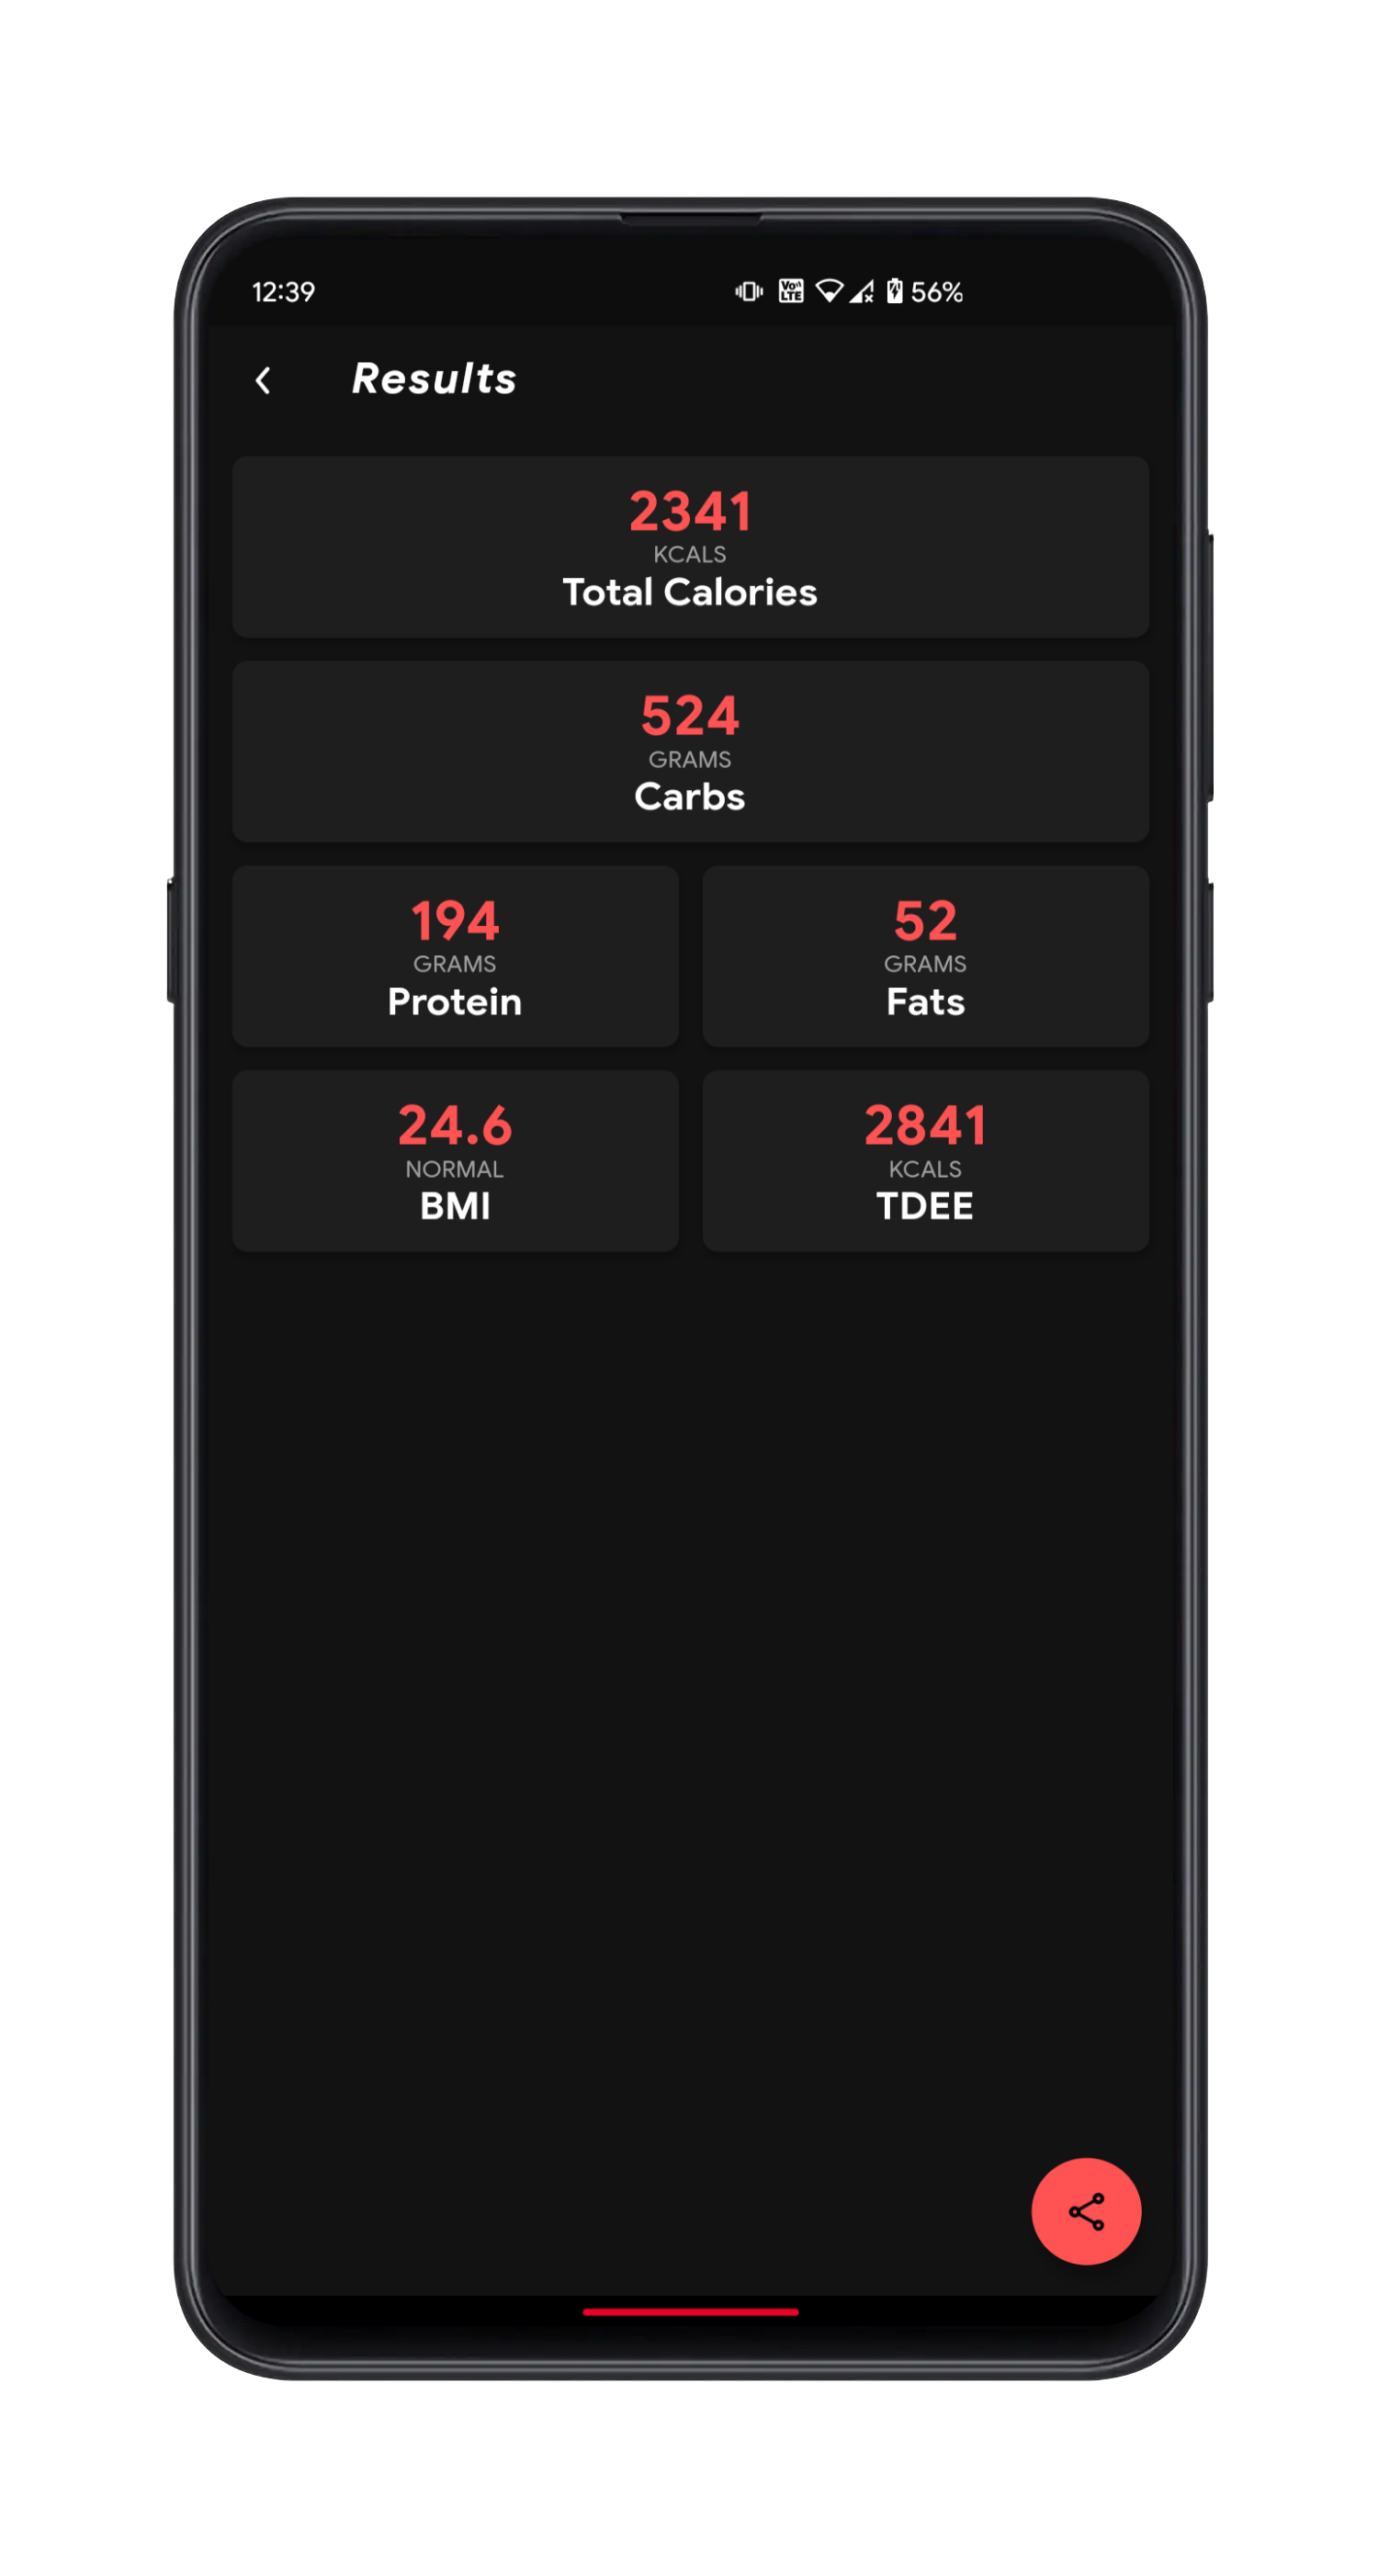 12:39
Vo LTE 56%
Results
2341
KCALS
Total Calories
524
GRAMS
Carbs
194
GRAMS
Protein
52
GRAMS
Fats
24.6
NORMAL
BMI
2841
KCALS
TDEE